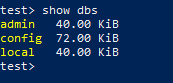 test> show dbs
admin    40.00 KiB
config   72.00 KiB
local    40.00 KiB
test>